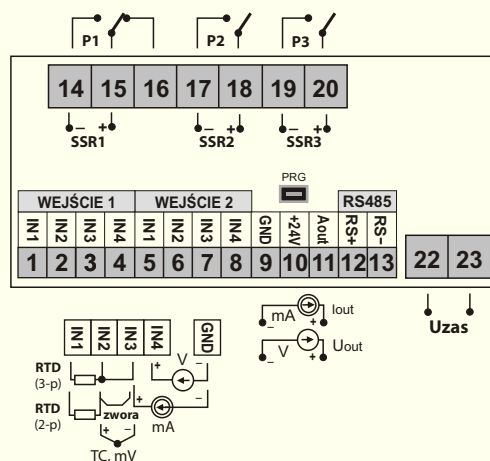 P1 P2 P3
14 15 16 17 18 19 20
– + – + – +
SSR1 SSR2 SSR3
PRG
WEJŚCIE 1 WEJŚCIE 2 RS485
IN1 IN2 IN3 IN4 IN1 IN2 IN3 IN4 GND +24V Aout RS+ RS-
1 2 3 4 5 6 7 8 9 10 11 12 13 22 23
Uzas
mA Iout
– +
V Uout
– +
IN1 IN2 IN3 IN4 GND
RTD
(3-p)
+ V –
RTD
(2-p)
zwora
+ mA –
+ –
TC, mV